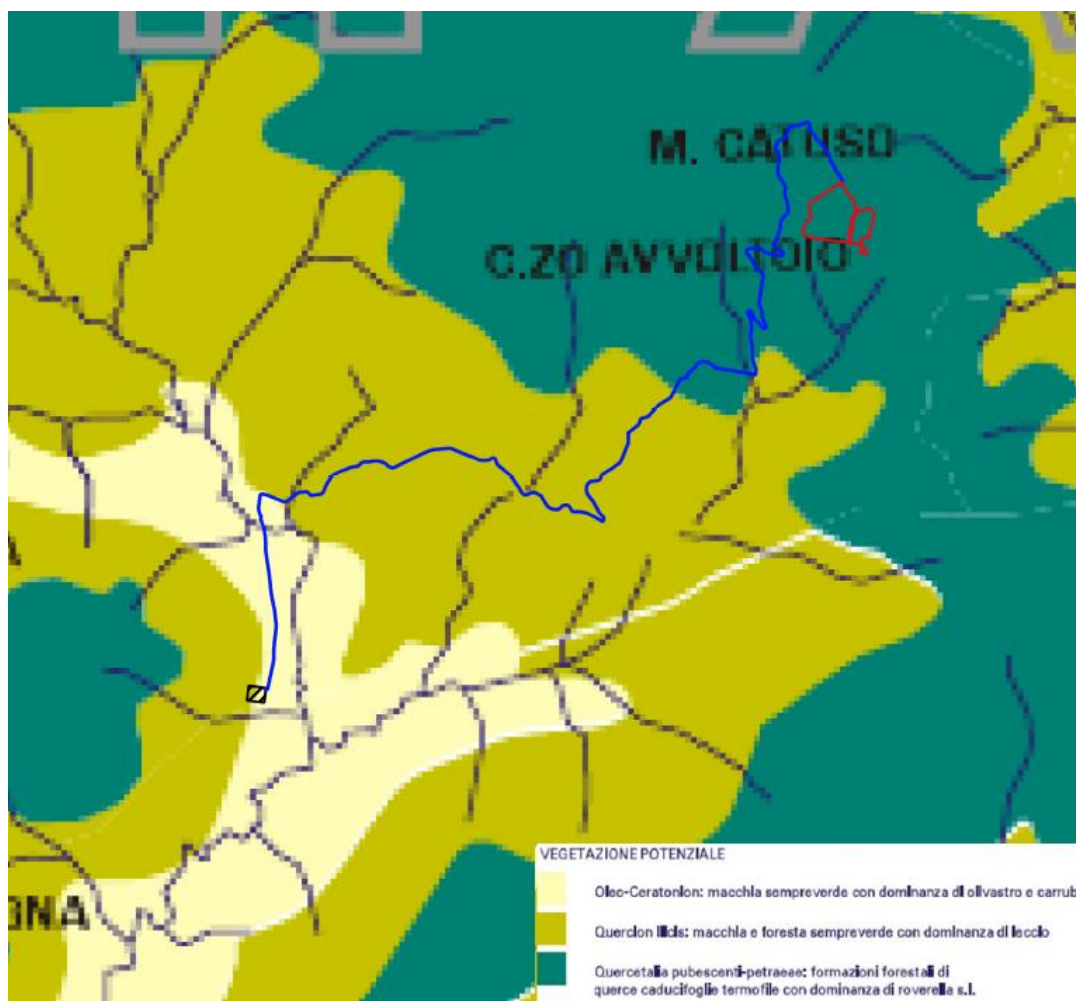 M. CATUSO
C.ZO AVVOLTOIO
A
GNA
VEGETAZIONE POTENZIALE
Oleo-Ceratonion: macchia sempreverde con dominanza di olivastro e carrub
Quercion ilicis: macchia e foresta sempreverde con dominanza di leccio
Quercetalia pubescenti-petraeae: formazioni forestali di
querce caducifoglie termofile con dominanza di roverella s.l.